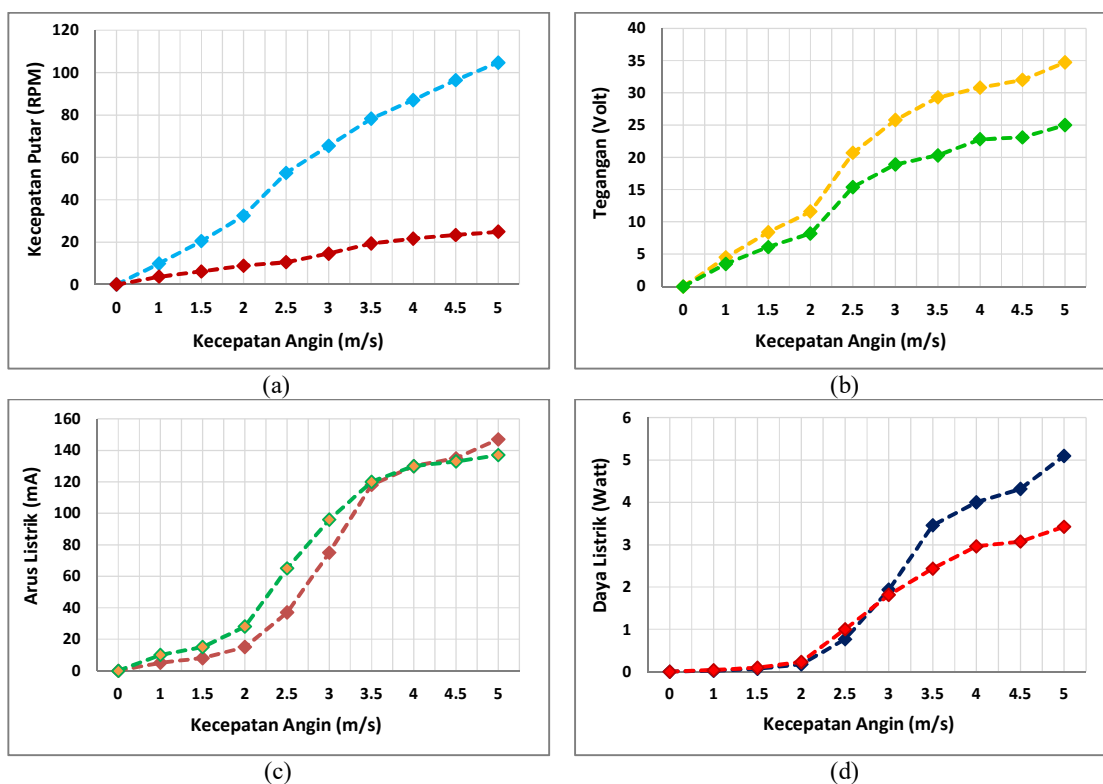 120
100
80
60
40
20
0
Kecepatan Putar (RPM)
0 1 1.5 2 2.5 3 3.5 4 4.5 5
Kecepatan Angin (m/s)
(a)
40
35
30
25
20
15
10
5
0
Tegangan (Volt)
0 1 1.5 2 2.5 3 3.5 4 4.5 5
Kecepatan Angin (m/s)
(b)
160
140
120
100
80
60
40
20
0
Arus Listrik (mA)
0 1 1.5 2 2.5 3 3.5 4 4.5 5
Kecepatan Angin (m/s)
(c)
6
5
4
3
2
1
0
Daya Listrik (Watt)
0 1 1.5 2 2.5 3 3.5 4 4.5 5
Kecepatan Angin (m/s)
(d)